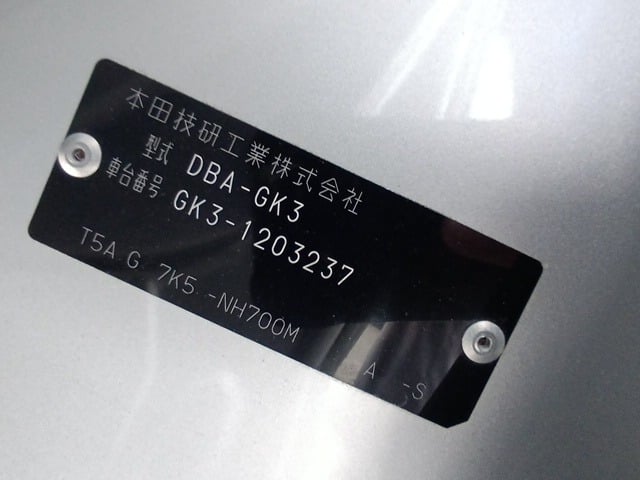 本田技研工業株式会社
型式 DBA-GK3
車台番号 GK3-1203237
T5A G 7K5 -NH700M
A -S